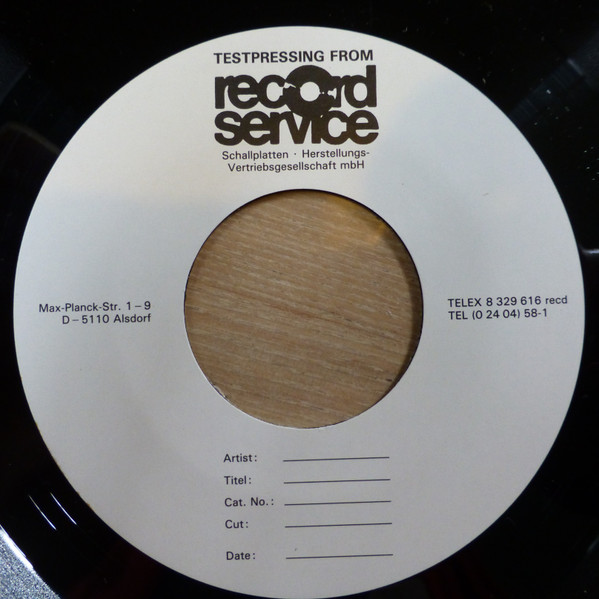 TESTPRESSING FROM
record
service
Schallplatten · Herstellungs-
Vertriebsgesellschaft mbH
Max-Planck-Str. 1 – 9
D – 5110 Alsdorf
TELEX 8 329 616 recd
TEL (0 24 04) 58-1
Artist:
Titel:
Cat. No.:
Cut:
Date: